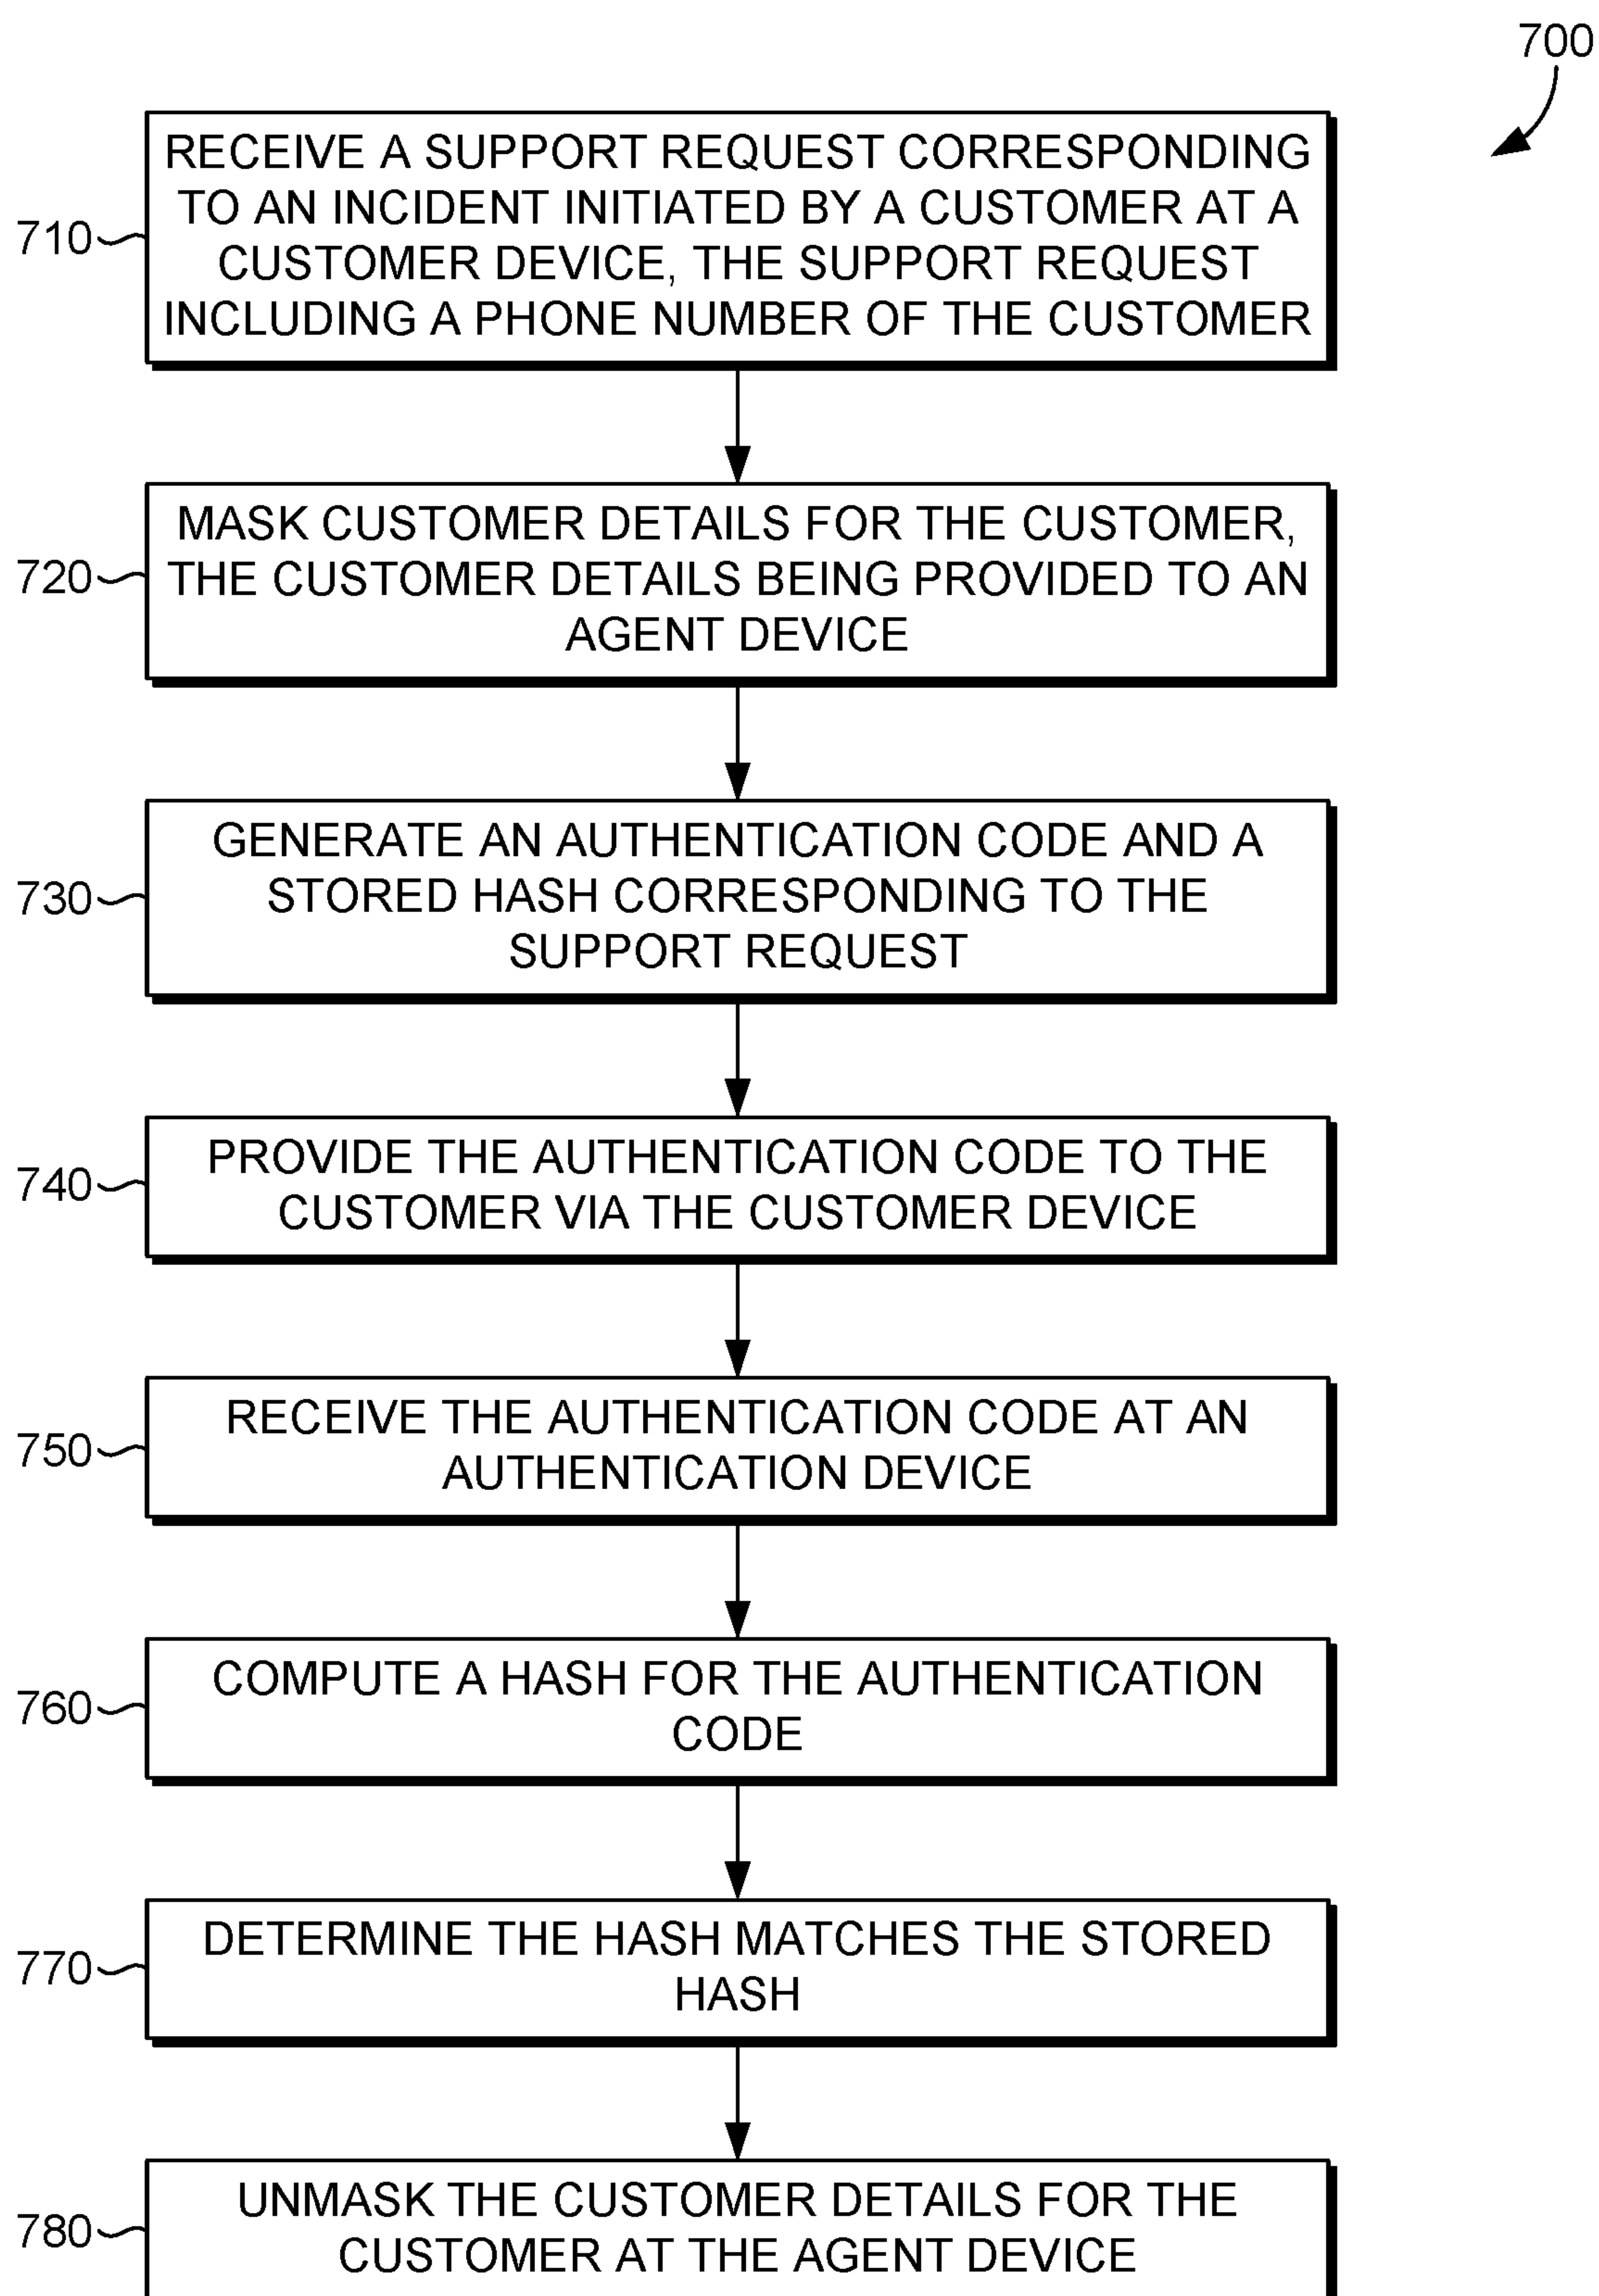 700
710
RECEIVE A SUPPORT REQUEST CORRESPONDING
TO AN INCIDENT INITIATED BY A CUSTOMER AT A
CUSTOMER DEVICE, THE SUPPORT REQUEST
INCLUDING A PHONE NUMBER OF THE CUSTOMER
720
MASK CUSTOMER DETAILS FOR THE CUSTOMER,
THE CUSTOMER DETAILS BEING PROVIDED TO AN
AGENT DEVICE
730
GENERATE AN AUTHENTICATION CODE AND A
STORED HASH CORRESPONDING TO THE
SUPPORT REQUEST
740
PROVIDE THE AUTHENTICATION CODE TO THE
CUSTOMER VIA THE CUSTOMER DEVICE
750
RECEIVE THE AUTHENTICATION CODE AT AN
AUTHENTICATION DEVICE
760
COMPUTE A HASH FOR THE AUTHENTICATION
CODE
770
DETERMINE THE HASH MATCHES THE STORED
HASH
780
UNMASK THE CUSTOMER DETAILS FOR THE
CUSTOMER AT THE AGENT DEVICE